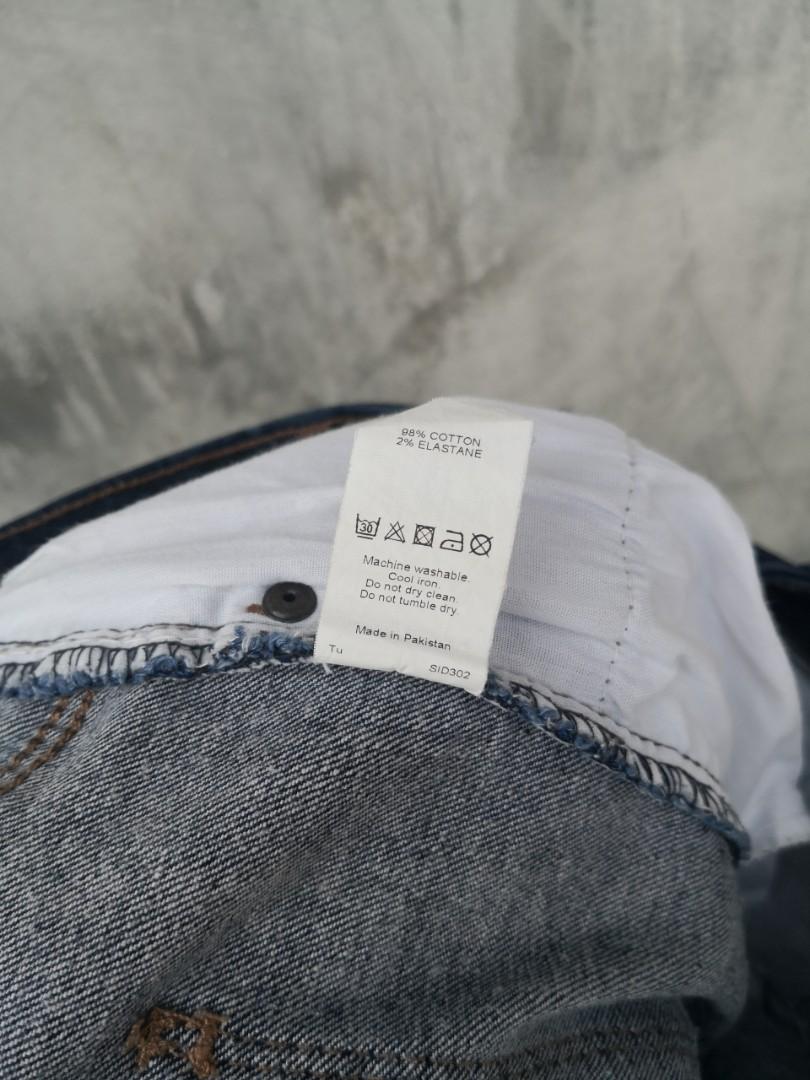 98% COTTON
2% ELASTANE
30
Machine washable.
Cool iron.
Do not dry clean.
Do not tumble dry.
Made in Pakistan
Tu SID302